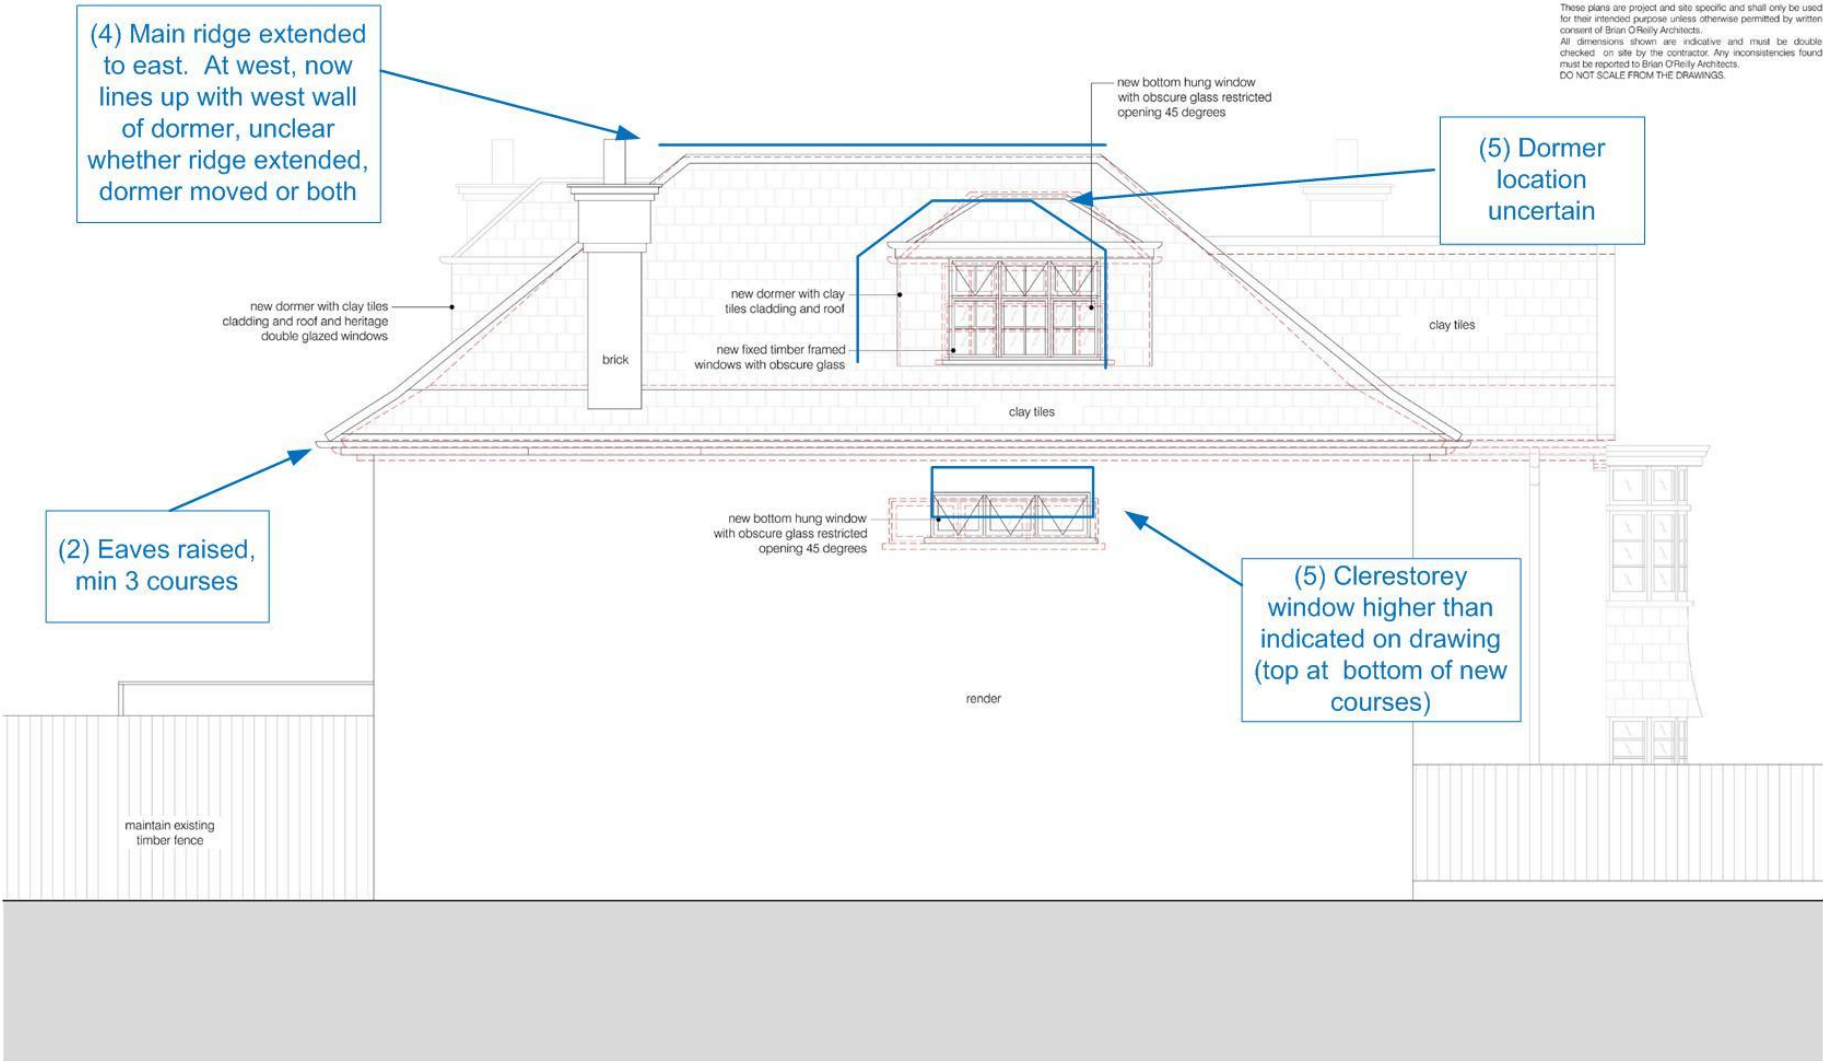 These plans are project and site specific and shall only be used
for their intended purpose unless otherwise permitted by written
consent of Brian O'Reilly Architects.
All dimensions shown are indicative and must be double
checked on site by the contractor. Any inconsistencies found
must be reported to Brian O'Reilly Architects.
DO NOT SCALE FROM THE DRAWINGS.
(4) Main ridge extended
to east. At west, now
lines up with west wall
of dormer, unclear
whether ridge extended,
dormer moved or both
new bottom hung window
with obscure glass restricted
opening 45 degrees
(5) Dormer
location
uncertain
new dormer with clay tiles
cladding and roof and heritage
double glazed windows
new dormer with clay
tiles cladding and roof
new fixed timber framed
windows with obscure glass
brick
clay tiles
clay tiles
(2) Eaves raised,
min 3 courses
new bottom hung window
with obscure glass restricted
opening 45 degrees
(5) Clerestorey
window higher than
indicated on drawing
(top at bottom of new
courses)
render
maintain existing
timber fence